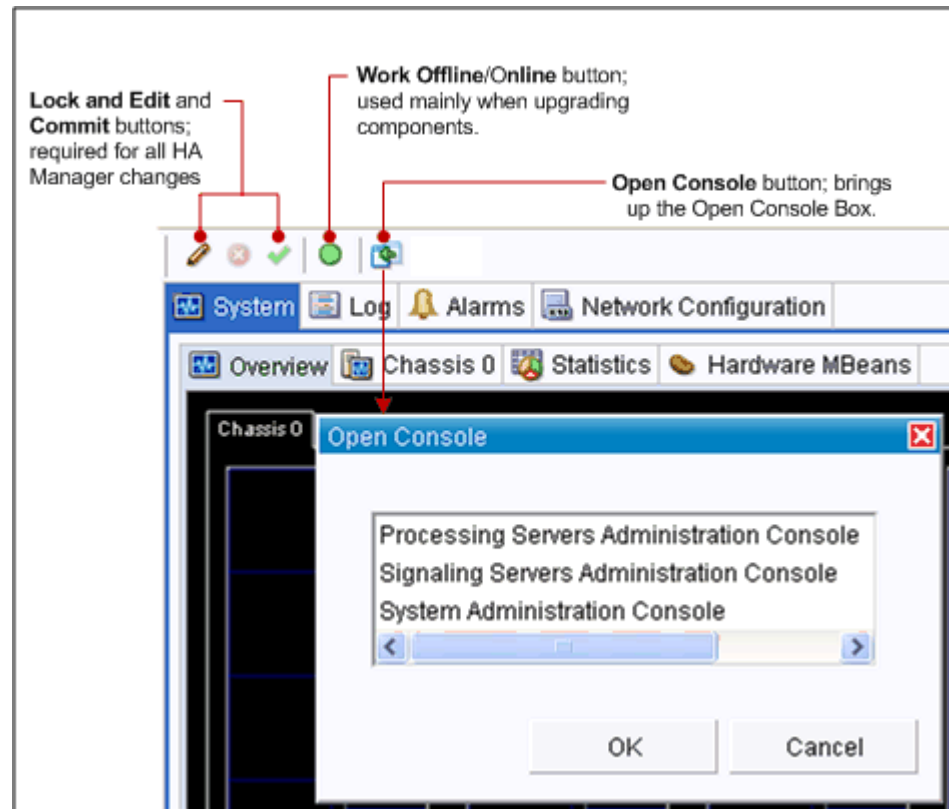 Work Offline/Online button;
used mainly when upgrading
components.
Lock and Edit and
Commit buttons;
required for all HA
Manager changes
Open Console button; brings
up the Open Console Box.
System Log Alarms Network Configuration
Overview Chassis 0 Statistics Hardware MBeans
Chassis 0
Open Console
Processing Servers Administration Console
Signaling Servers Administration Console
System Administration Console
OK Cancel